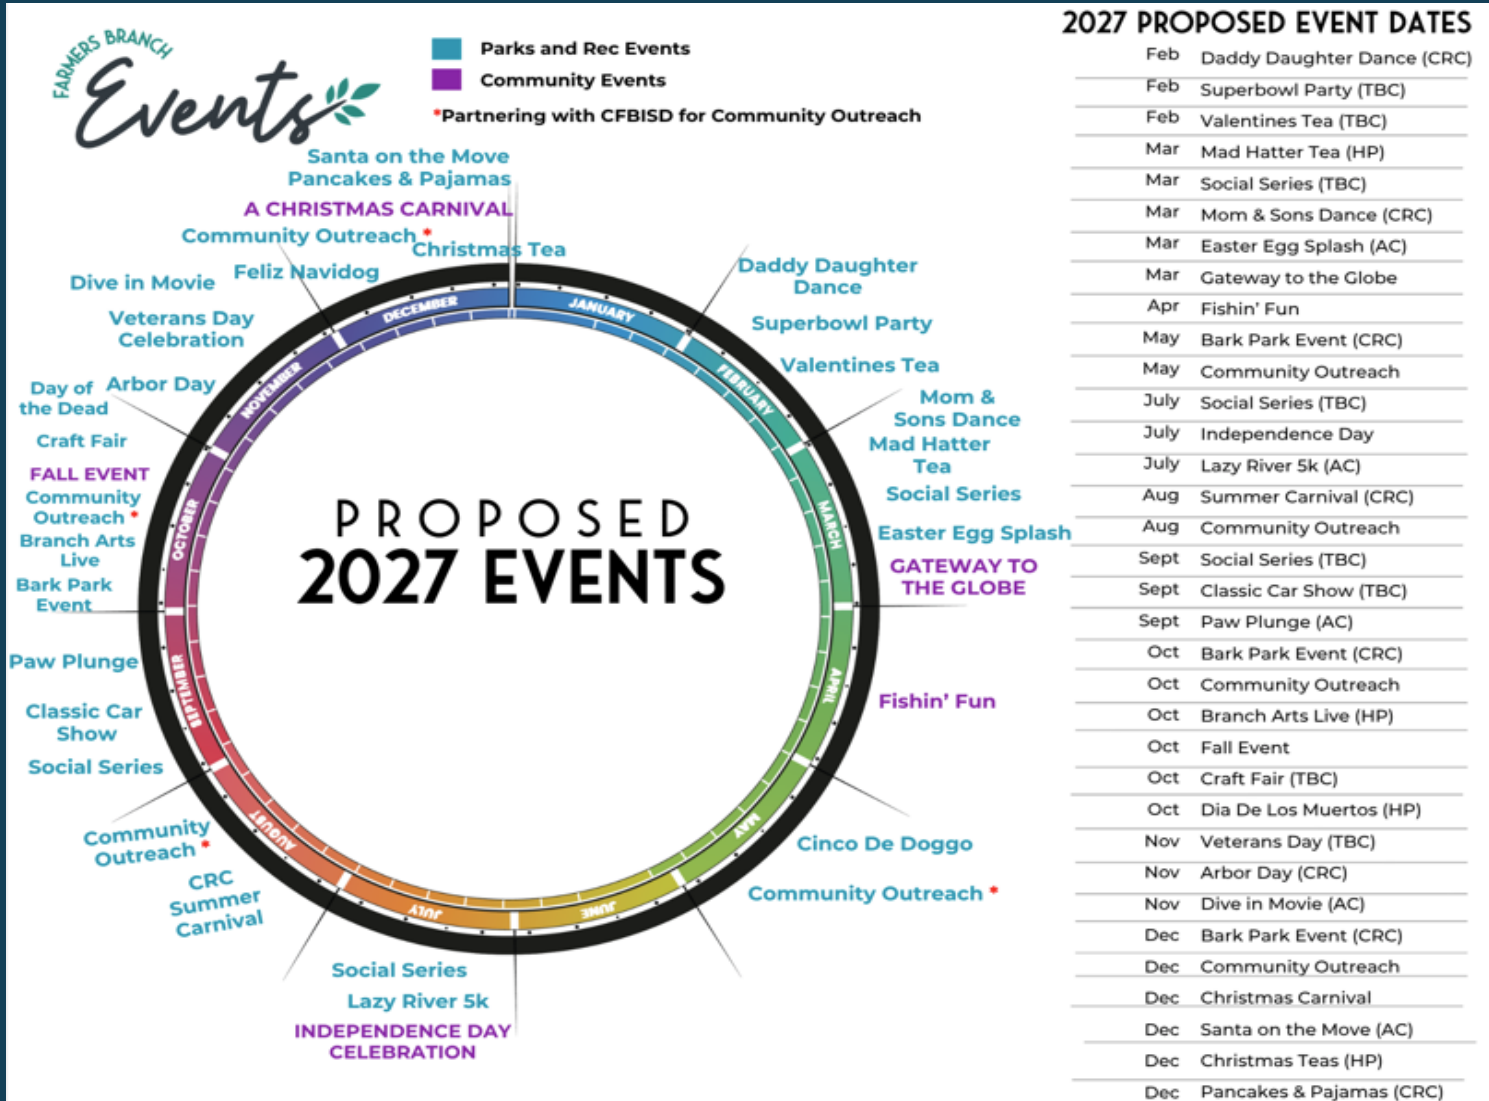 FARMERS BRANCH
Events
Parks and Rec Events
Community Events
*Partnering with CFBISD for Community Outreach
Santa on the Move
Pancakes & Pajamas
A CHRISTMAS CARNIVAL
Community Outreach *
Christmas Tea
Feliz Navidog
Dive in Movie
Veterans Day
Celebration
Arbor Day
Day of
the Dead
Craft Fair
FALL EVENT
Community
Outreach *
Branch Arts
Live
Bark Park
Event
Paw Plunge
Classic Car
Show
Social Series
Community
Outreach *
CRC
Summer
Carnival
Social Series
Lazy River 5k
INDEPENDENCE DAY
CELEBRATION
Daddy Daughter
Dance
Superbowl Party
Valentines Tea
Mom &
Sons Dance
Mad Hatter
Tea
Social Series
Easter Egg Splash
GATEWAY TO
THE GLOBE
Fishin' Fun
Cinco De Doggo
Community Outreach *
JANUARY
FEBRUARY
MARCH
APRIL
MAY
JUNE
JULY
AUGUST
SEPTEMBER
OCTOBER
NOVEMBER
DECEMBER
PROPOSED
2027 EVENTS
2027 PROPOSED EVENT DATES
Feb Daddy Daughter Dance (CRC)
Feb Superbowl Party (TBC)
Feb Valentines Tea (TBC)
Mar Mad Hatter Tea (HP)
Mar Social Series (TBC)
Mar Mom & Sons Dance (CRC)
Mar Easter Egg Splash (AC)
Mar Gateway to the Globe
Apr Fishin' Fun
May Bark Park Event (CRC)
May Community Outreach
July Social Series (TBC)
July Independence Day
July Lazy River 5k (AC)
Aug Summer Carnival (CRC)
Aug Community Outreach
Sept Social Series (TBC)
Sept Classic Car Show (TBC)
Sept Paw Plunge (AC)
Oct Bark Park Event (CRC)
Oct Community Outreach
Oct Branch Arts Live (HP)
Oct Fall Event
Oct Craft Fair (TBC)
Oct Dia De Los Muertos (HP)
Nov Veterans Day (TBC)
Nov Arbor Day (CRC)
Nov Dive in Movie (AC)
Dec Bark Park Event (CRC)
Dec Community Outreach
Dec Christmas Carnival
Dec Santa on the Move (AC)
Dec Christmas Teas (HP)
Dec Pancakes & Pajamas (CRC)